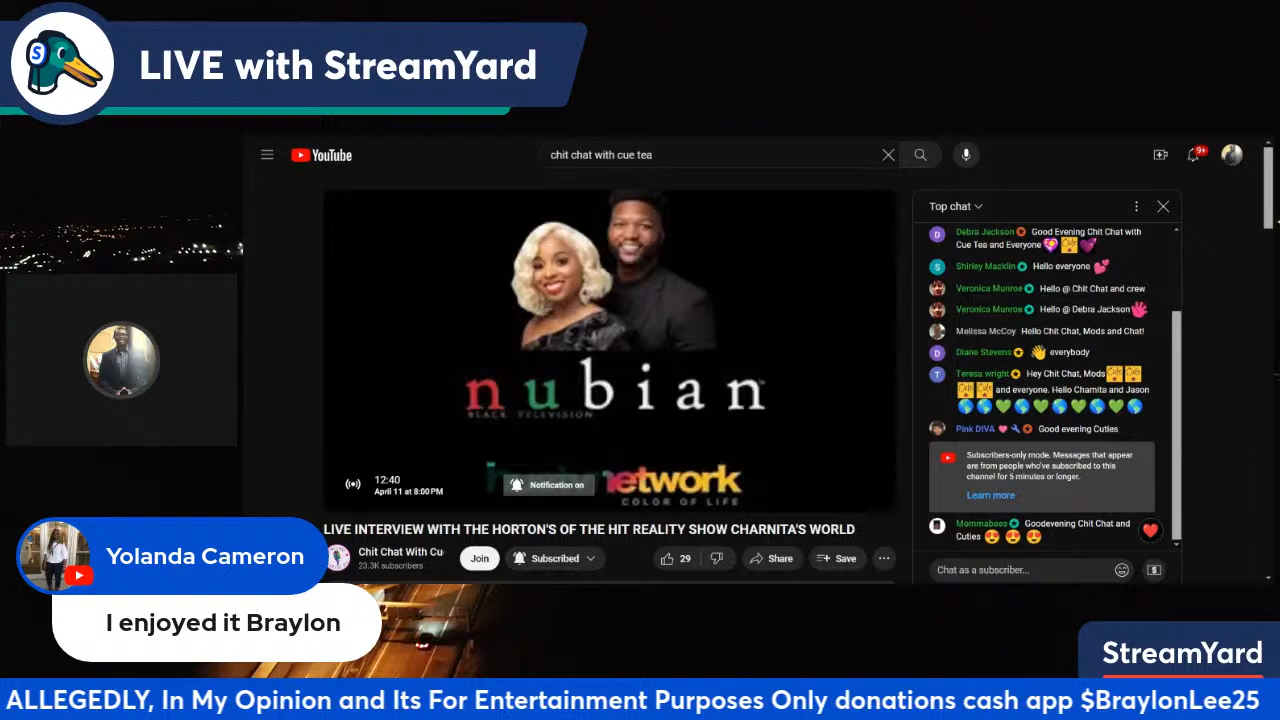 LIVE with StreamYard
YouTube
chit chat with cue tea
9+
Top chat
Debra Jackson Good Evening Chit Chat with
Cue Tea and Everyone
Shirley Macklin Hello everyone
Veronica Munroe Hello @ Chit Chat and crew
Veronica Munroe Hello @ Debra Jackson
Melissa McCoy Hello Chit Chat, Mods and Chat!
Diane Stevens everybody
Teresa wright Hey Chit Chat, Mods
and everyone. Hello Charnita and Jason
Pink DIVA Good evening Cuties
Subscribers-only mode. Messages that appear
are from people who've subscribed to this
channel for 5 minutes or longer.
Learn more
Mommabees Goodevening Chit Chat and
Cuties
Chat as a subscriber...
nubian
BLACK TELEVISION
network
COLOR OF LIFE
12:40
April 11 at 8:00PM
Notification on
LIVE INTERVIEW WITH THE HORTON'S OF THE HIT REALITY SHOW CHARNITA'S WORLD
Chit Chat With Cu
23.3K subscribers
Join
Subscribed
29
Share
Save
Yolanda Cameron
I enjoyed it Braylon
StreamYard
ALLEGEDLY, In My Opinion and Its For Entertainment Purposes Only donations cash app $BraylonLee25